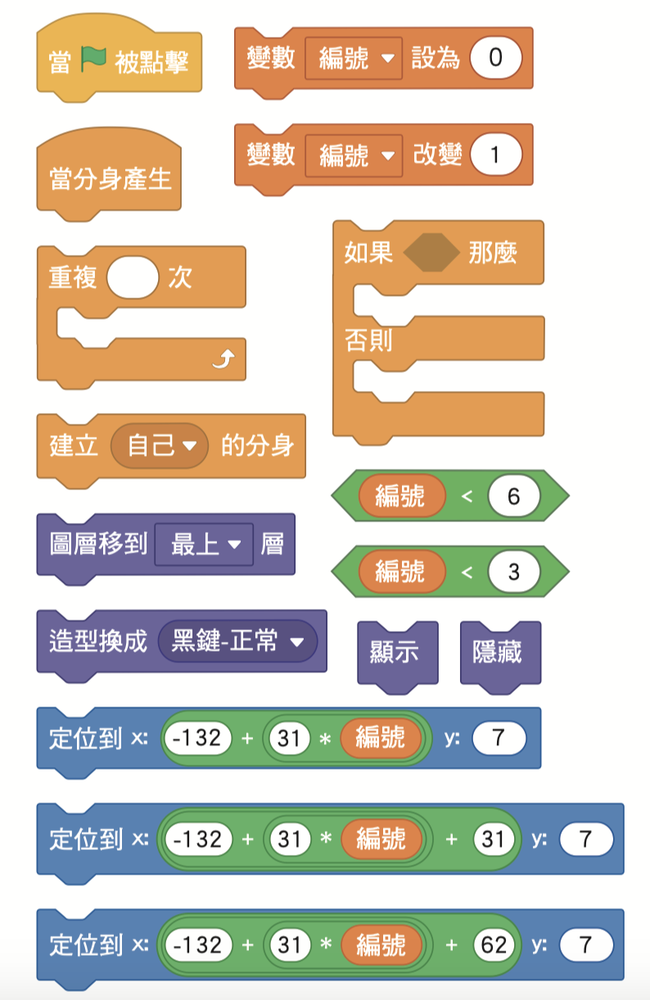 當 被點擊
變數 編號 設為 0
變數 編號 改變 1
當分身產生
重複 次
如果 那麼
否則
建立 自己 的分身
編號 < 6
圖層移到 最上 層
編號 < 3
造型換成 黑鍵-正常
顯示
隱藏
定位到 x: -132 + 31 * 編號 y: 7
定位到 x: -132 + 31 * 編號 + 31 y: 7
定位到 x: -132 + 31 * 編號 + 62 y: 7